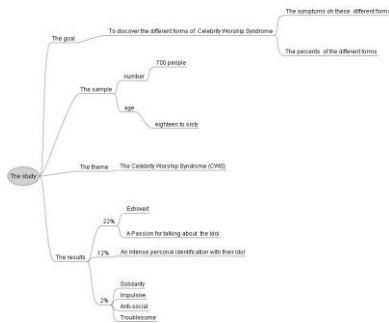 The symptoms oh these different forms
To discover the different forms of Celebrity Worship Syndrome
The goal
The percents of the different forms
700 people
number
The sample
age
eighteen to sisty
The study
The theme
The Celebrity Worship Syndrome (CWS)
Extrovert
22%
A Passion for talking about the idol
The results
12%
An intense personal identification with their idol
Solidarity
Impulsive
2%
Anti-social
Troublesome